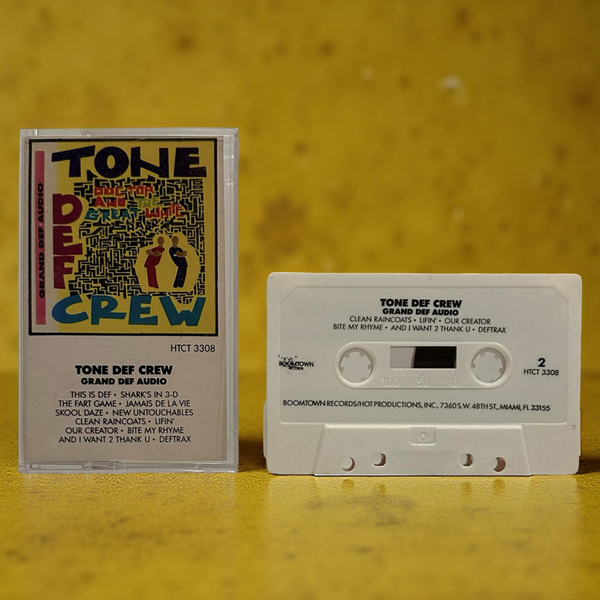 TONE
DOCTOR
AND THE
GREAT WHITE
DEF
GRAND DEF AUDIO
CREW
HTCT 3308
TONE DEF CREW
GRAND DEF AUDIO
THIS IS DEF • SHARK'S IN 3-D
THE FART GAME • JAMAIS DE LA VIE
SKOOL DAZE • NEW UNTOUCHABLES
CLEAN RAINCOATS • LIFIN'
OUR CREATOR • BITE MY RHYME
AND I WANT 2 THANK U • DEFTRAX
TONE DEF CREW
GRAND DEF AUDIO
CLEAN RAINCOATS • LIFIN' • OUR CREATOR
BITE MY RHYME • AND I WANT 2 THANK U • DEFTRAX
BOOMTOWN
2
HTCT 3308
BOOMTOWN RECORDS/HOT PRODUCTIONS, INC., 7360 S.W. 48TH ST., MIAMI, FL 33155